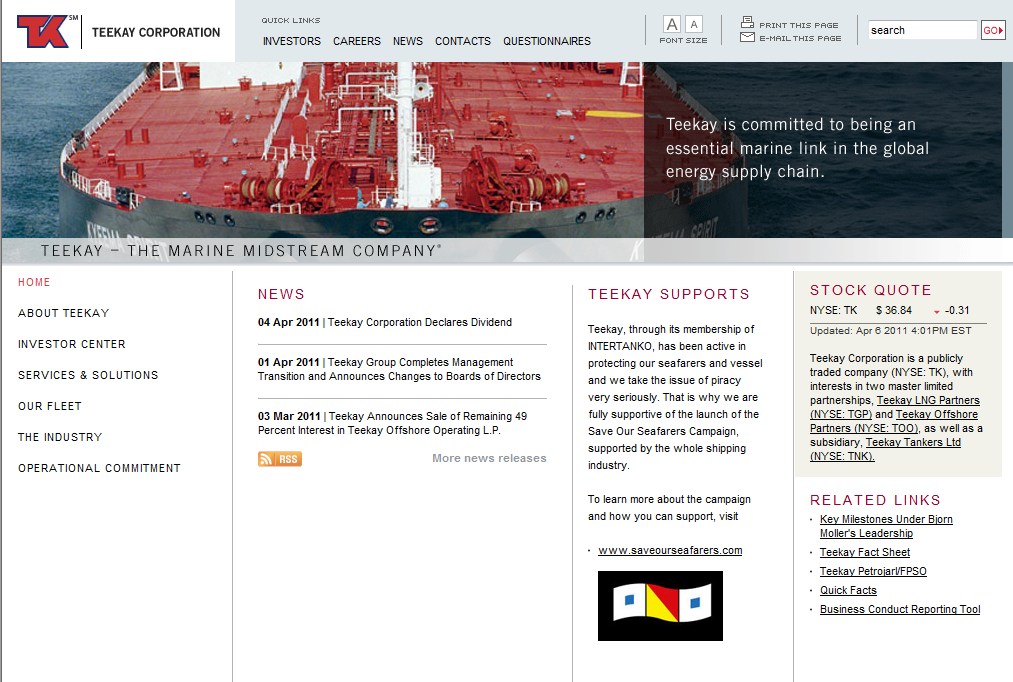 TK SM
TEEKAY CORPORATION
QUICK LINKS
INVESTORS CAREERS NEWS CONTACTS QUESTIONNAIRES
A A
FONT SIZE
PRINT THIS PAGE
E-MAIL THIS PAGE
search
GO
Teekay is committed to being an
essential marine link in the global
energy supply chain.
SPIRIT
TEEKAY – THE MARINE MIDSTREAM COMPANY®
HOME
ABOUT TEEKAY
INVESTOR CENTER
SERVICES & SOLUTIONS
OUR FLEET
THE INDUSTRY
OPERATIONAL COMMITMENT
NEWS
04 Apr 2011 | Teekay Corporation Declares Dividend
01 Apr 2011 | Teekay Group Completes Management
Transition and Announces Changes to Boards of Directors
03 Mar 2011 | Teekay Announces Sale of Remaining 49
Percent Interest in Teekay Offshore Operating L.P.
RSS
More news releases
TEEKAY SUPPORTS
Teekay, through its membership of
INTERTANKO, has been active in
protecting our seafarers and vessel
and we take the issue of piracy
very seriously. That is why we are
fully supportive of the launch of the
Save Our Seafarers Campaign,
supported by the whole shipping
industry.
To learn more about the campaign
and how you can support, visit
· www.saveourseafarers.com
STOCK QUOTE
NYSE: TK $ 36.84 -0.31
Updated: Apr 6 2011 4:01PM EST
Teekay Corporation is a publicly
traded company (NYSE: TK), with
interests in two master limited
partnerships, Teekay LNG Partners
(NYSE: TGP) and Teekay Offshore
Partners (NYSE: TOO), as well as a
subsidiary, Teekay Tankers Ltd
(NYSE: TNK).
RELATED LINKS
· Key Milestones Under Bjorn
Moller's Leadership
· Teekay Fact Sheet
· Teekay Petrojarl/FPSO
· Quick Facts
· Business Conduct Reporting Tool